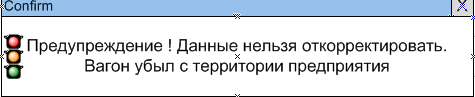 Confirm
Предупреждение ! Данные нельзя откорректировать.
Вагон убыл с территории предприятия